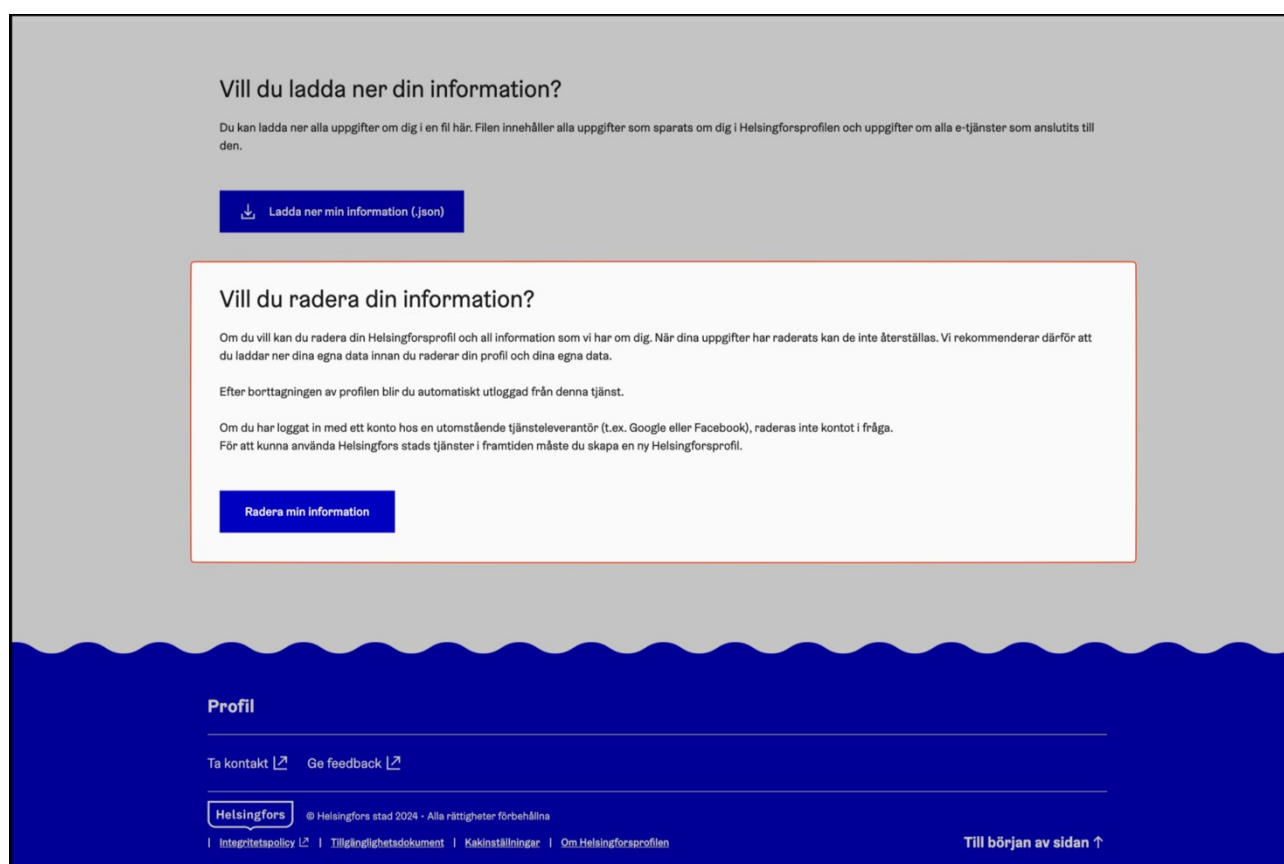 Vill du ladda ner din information?
Du kan ladda ner alla uppgifter om dig i en fil här. Filen innehåller alla uppgifter som sparats om dig i Helsingforsprofilen och uppgifter om alla e-tjänster som anslutits till
den.
Ladda ner min information (.json)
Vill du radera din information?
Om du vill kan du radera din Helsingforsprofil och all information som vi har om dig. När dina uppgifter har raderats kan de inte återställas. Vi rekommenderar därför att
du laddar ner dina egna data innan du raderar din profil och dina egna data.
Efter borttagningen av profilen blir du automatiskt utloggad från denna tjänst.
Om du har loggat in med ett konto hos en utomstående tjänsteleverantör (t.ex. Google eller Facebook), raderas inte kontot i fråga.
För att kunna använda Helsingfors stads tjänster i framtiden måste du skapa en ny Helsingforsprofil.
Radera min information
Profil
Ta kontakt Ge feedback
Helsingfors © Helsingfors stad 2024 • Alla rättigheter förbehållna
| Integritetspolicy | Tillgänglighetsdokument | Kakinställningar | Om Helsingforsprofilen Till början av sidan ↑